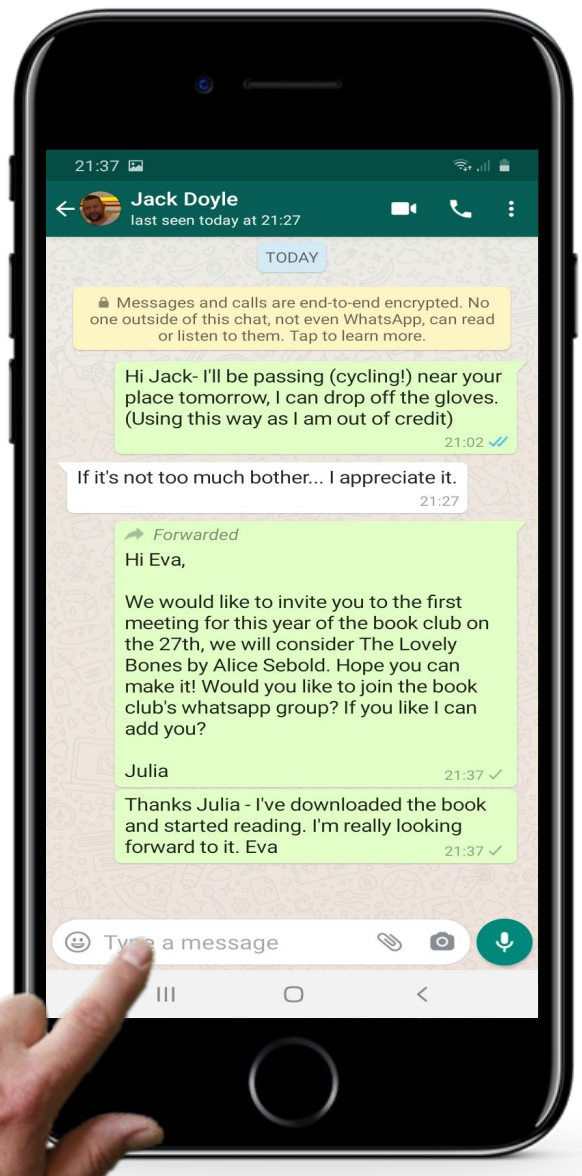 21:37
Jack Doyle
last seen today at 21:27
TODAY
Messages and calls are end-to-end encrypted. No
one outside of this chat, not even WhatsApp, can read
or listen to them. Tap to learn more.
Hi Jack- I'll be passing (cycling!) near your
place tomorrow, I can drop off the gloves.
(Using this way as I am out of credit)
21:02
If it's not too much bother... I appreciate it.
21:27
Forwarded
Hi Eva,
We would like to invite you to the first
meeting for this year of the book club on
the 27th, we will consider The Lovely
Bones by Alice Sebold. Hope you can
make it! Would you like to join the book
club's whatsapp group? If you like I can
add you?
Julia
21:37
Thanks Julia - I've downloaded the book
and started reading. I'm really looking
forward to it. Eva
21:37
Type a message